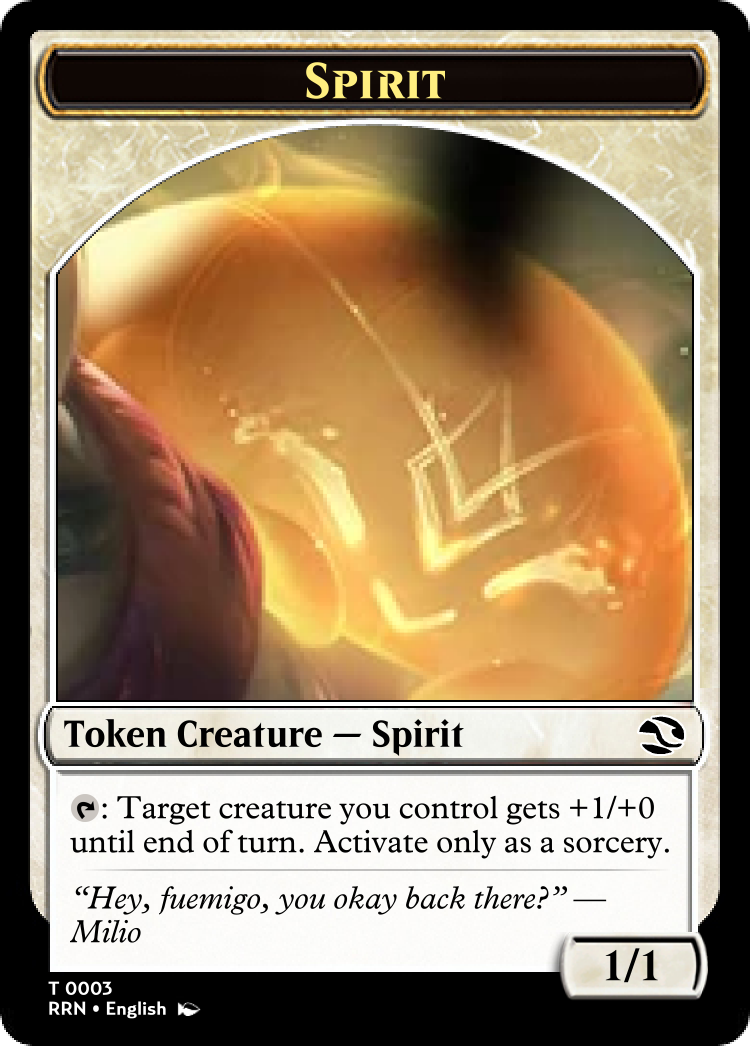 Spirit
Token Creature — Spirit
: Target creature you control gets +1/+0
until end of turn. Activate only as a sorcery.
“Hey, fuemigo, you okay back there?” —
Milio
1/1
T 0003
RRN • English